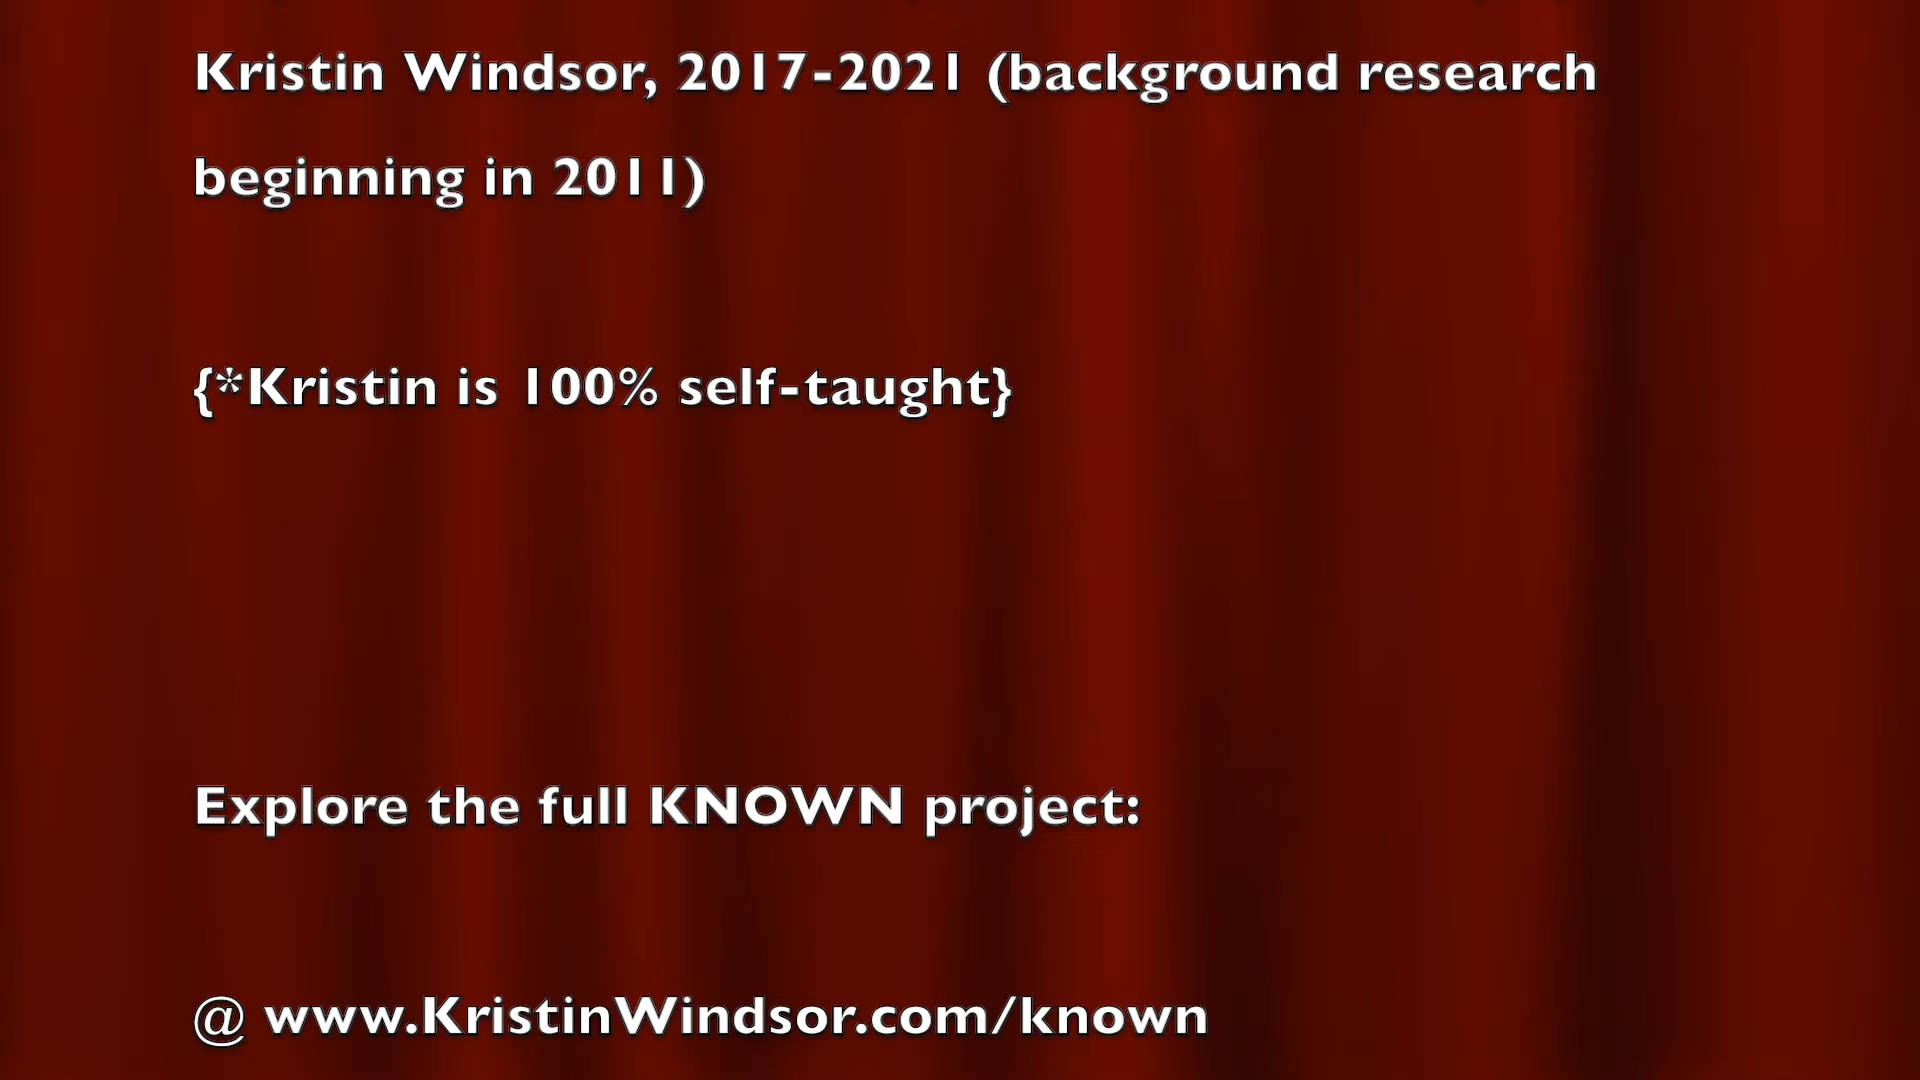 Kristin Windsor, 2017-2021 (background research
beginning in 2011)
{*Kristin is 100% self-taught}
Explore the full KNOWN project:
@ www.KristinWindsor.com/known